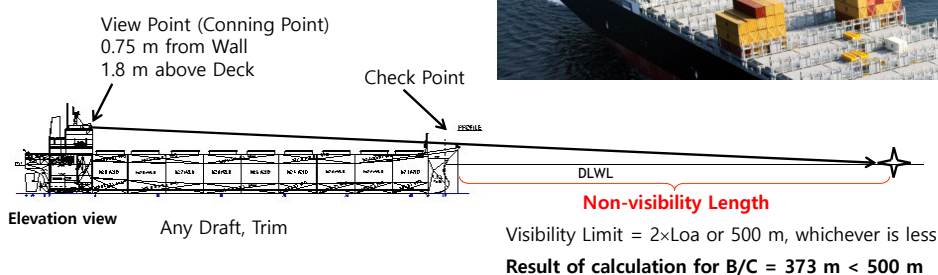 View Point (Conning Point)
0.75 m from Wall
1.8 m above Deck
Check Point
PROFILE
DLWL
Non-visibility Length
Elevation view
Any Draft, Trim
Visibility Limit = 2×Loa or 500 m, whichever is less
Result of calculation for B/C = 373 m < 500 m